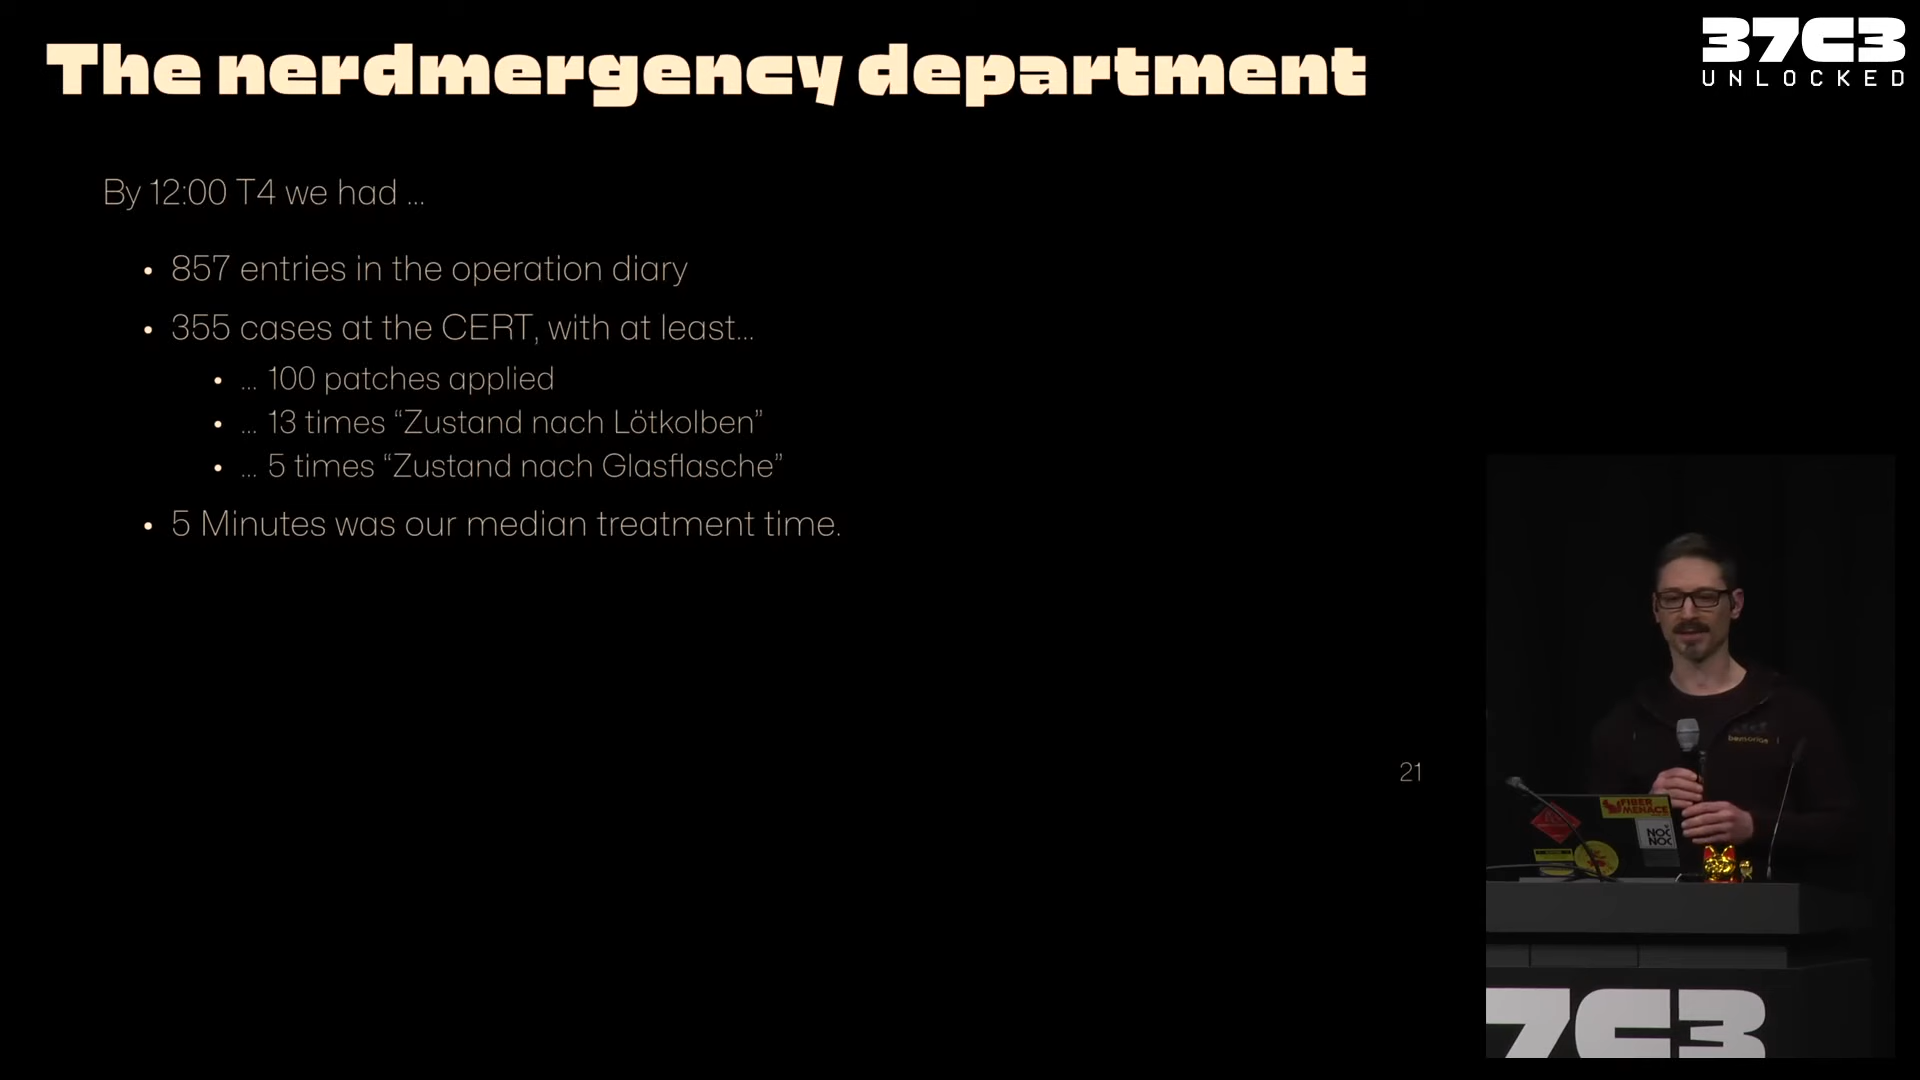 The nerdmergency department
37C3
UNLOCKED
By 12:00 T4 we had ...
• 857 entries in the operation diary
• 355 cases at the CERT, with at least...
• ... 100 patches applied
• ... 13 times “Zustand nach Lötkolben”
• ... 5 times “Zustand nach Glasflasche”
• 5 Minutes was our median treatment time.
21
FIBER
MENACE
NOC
NOC
7C3